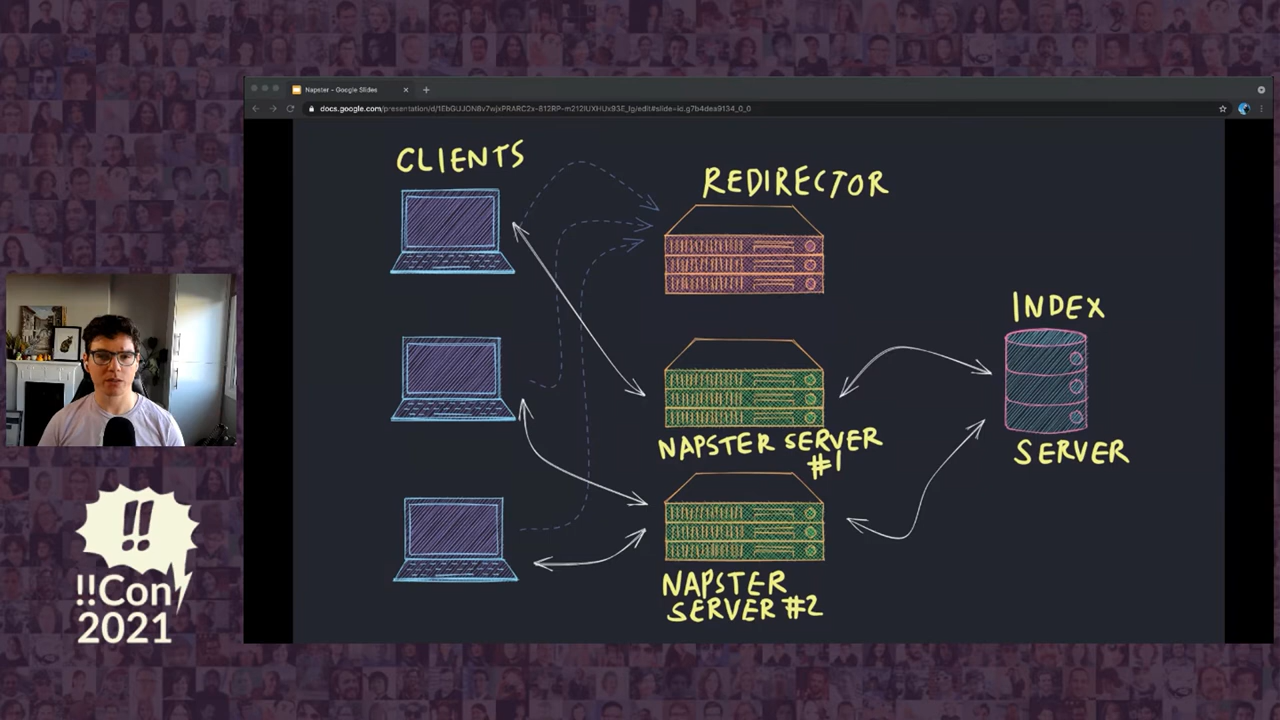 Napster - Google Slides
CLIENTS
REDIRECTOR
INDEX
SERVER
NAPSTER SERVER
#1
NAPSTER
SERVER #2
!!
!!Con
2021